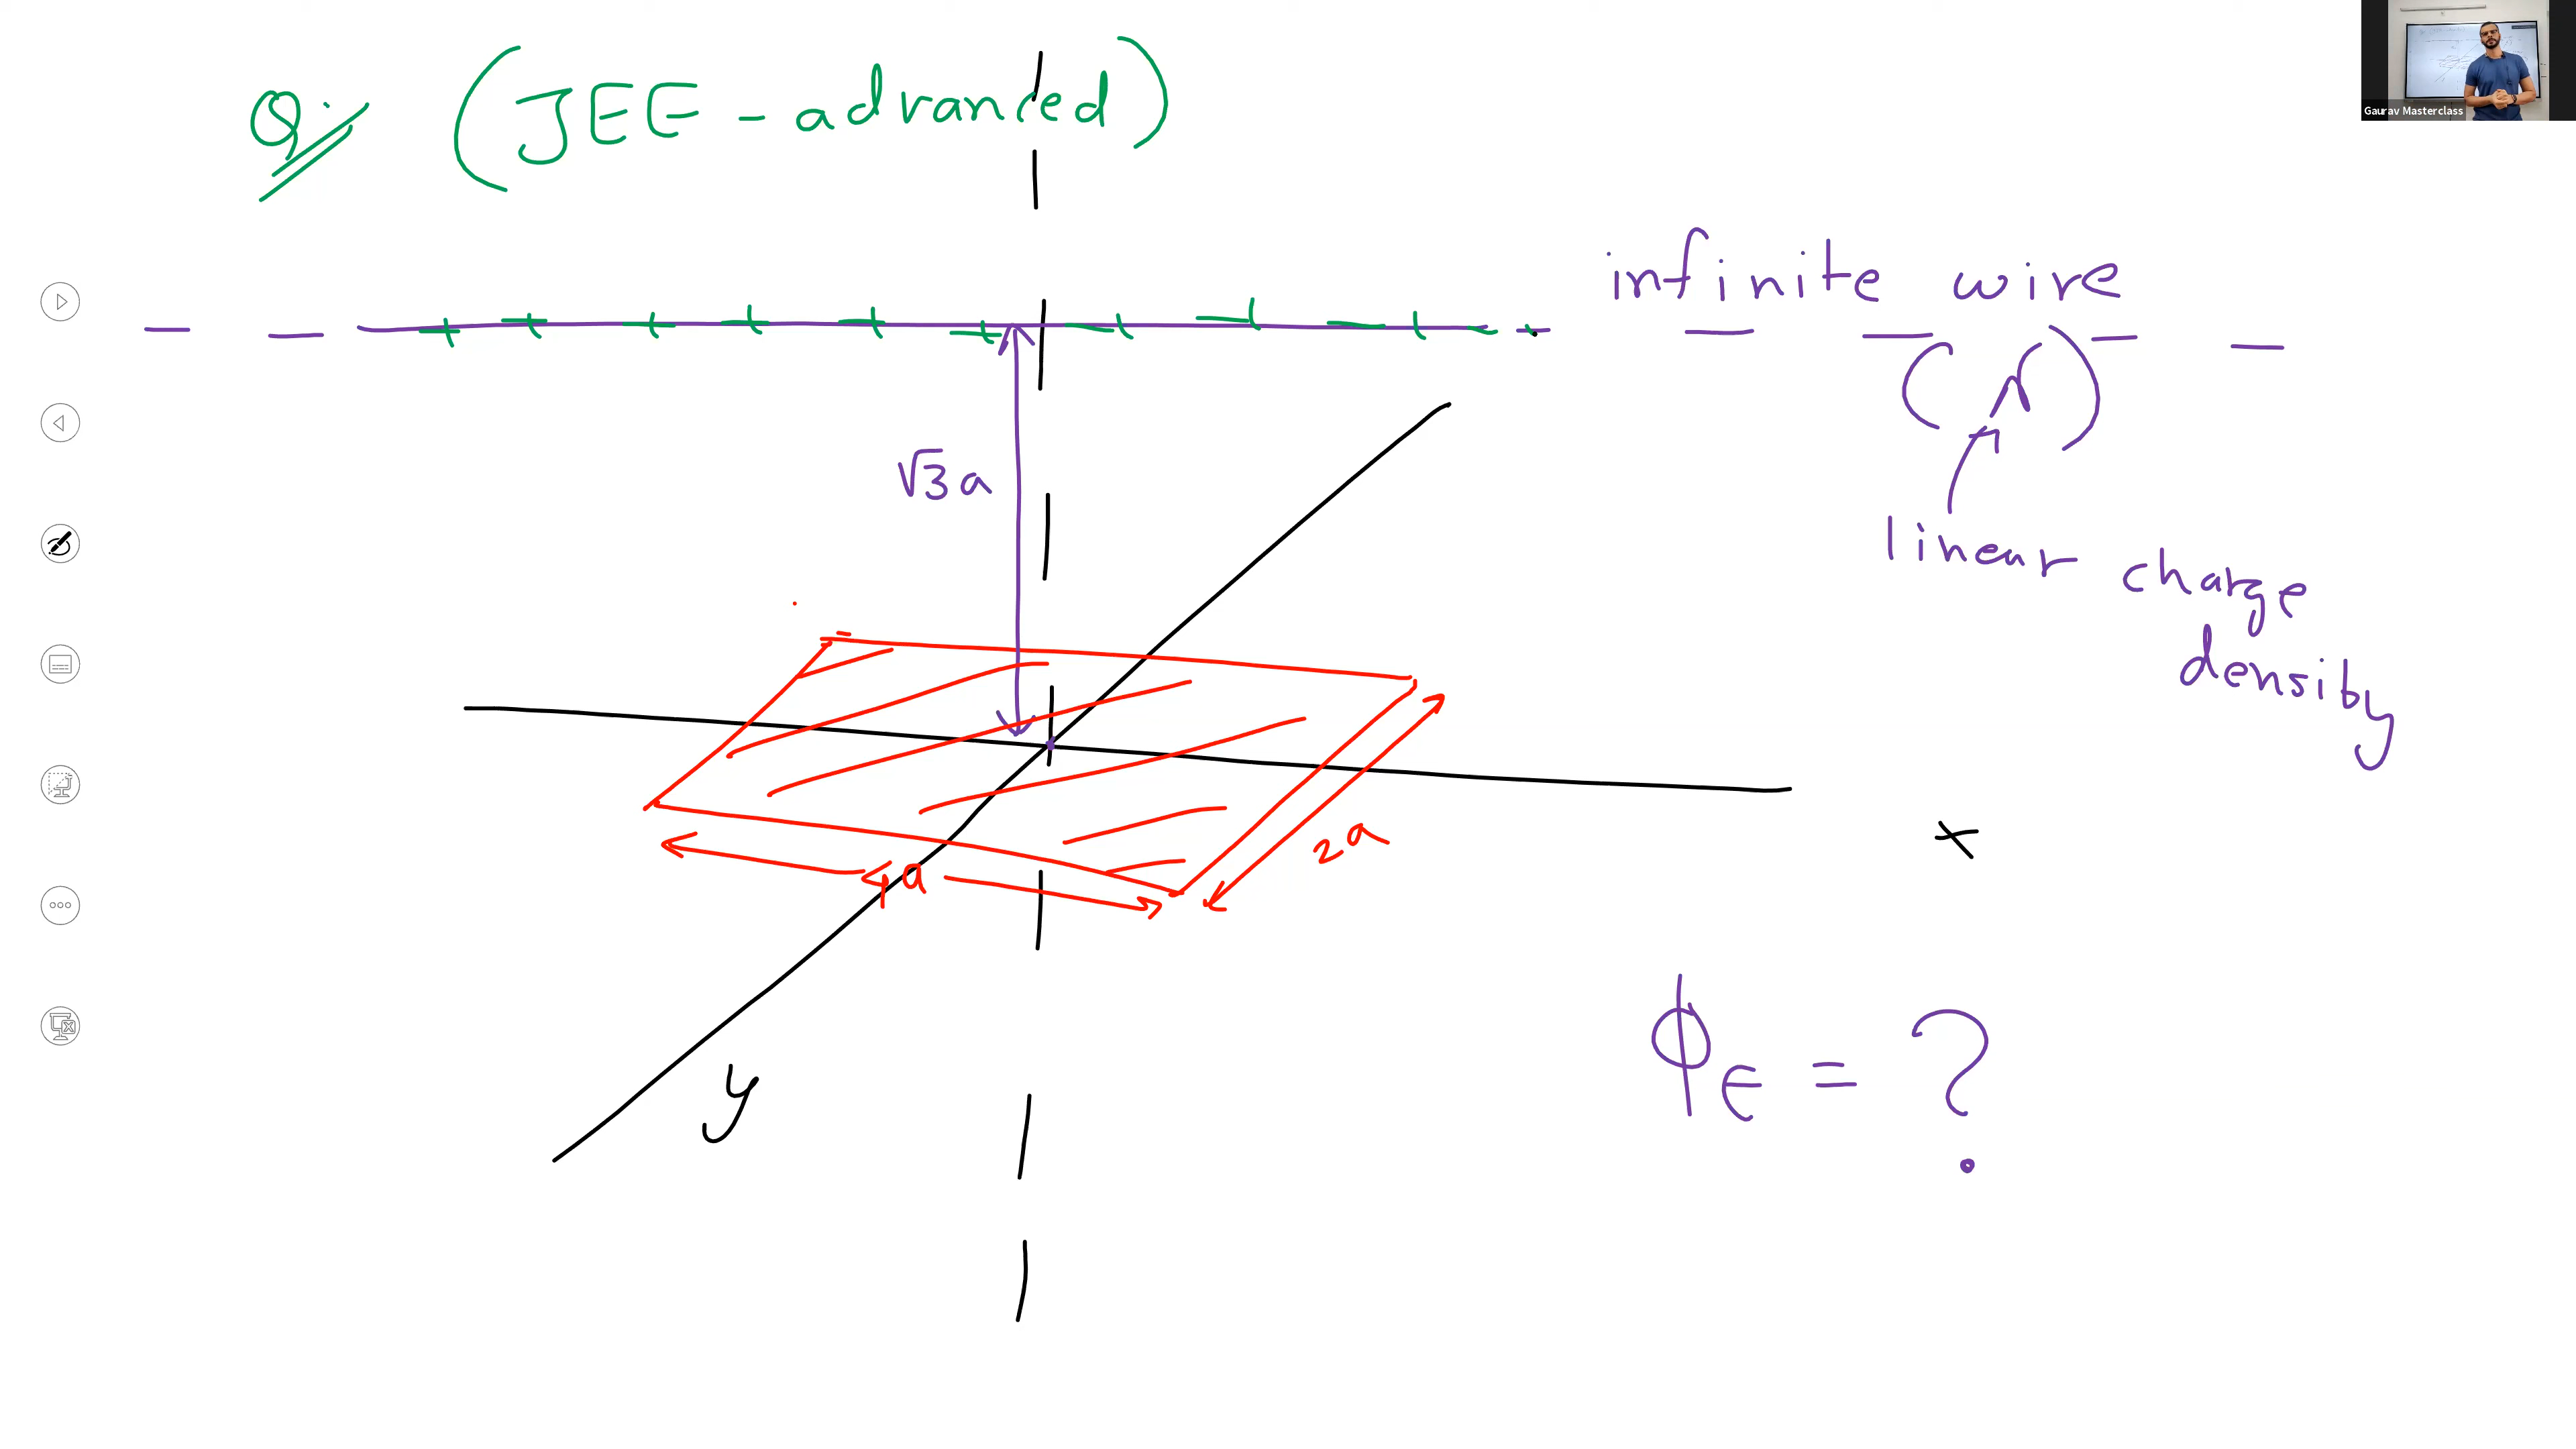 Q. (JEE - advanced)
Gaurav Masterclass
infinite wire
(λ)
√3a
linear charge
density
2a
4a
x
y
ϕE = ?